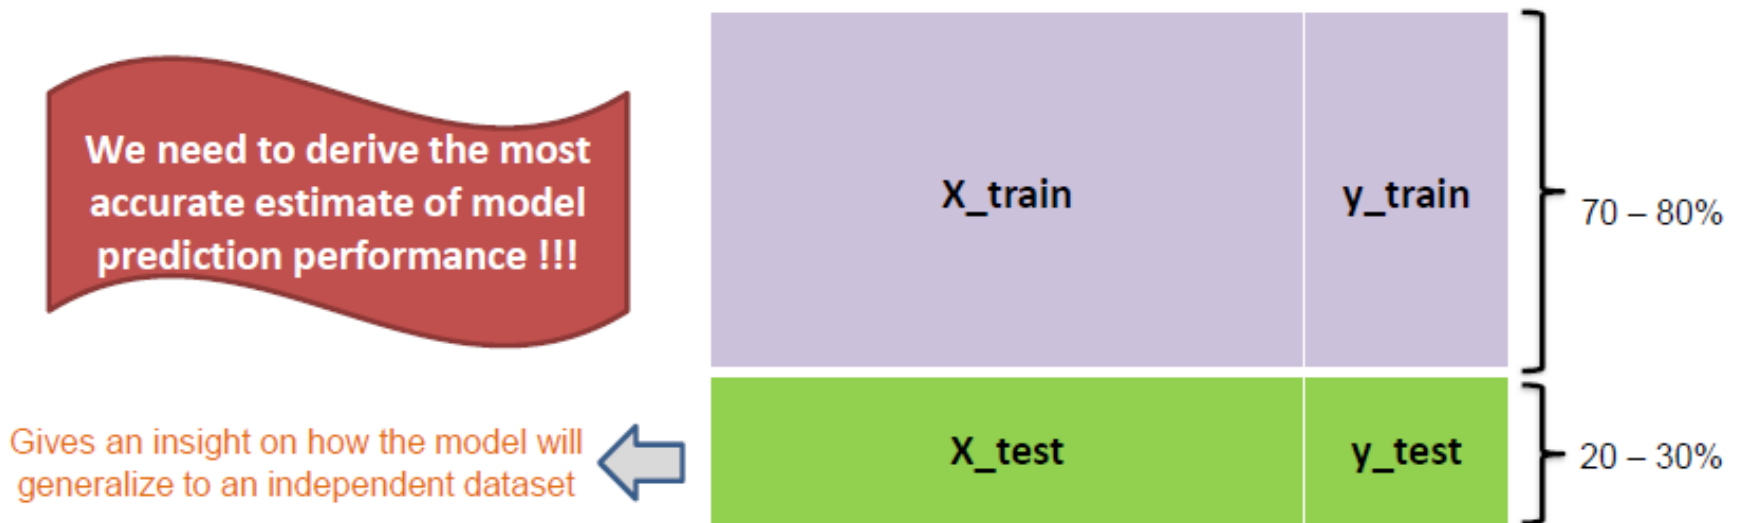 We need to derive the most
accurate estimate of model
prediction performance !!!
X_train
y_train
70 – 80%
Gives an insight on how the model will
generalize to an independent dataset
X_test
y_test
20 – 30%